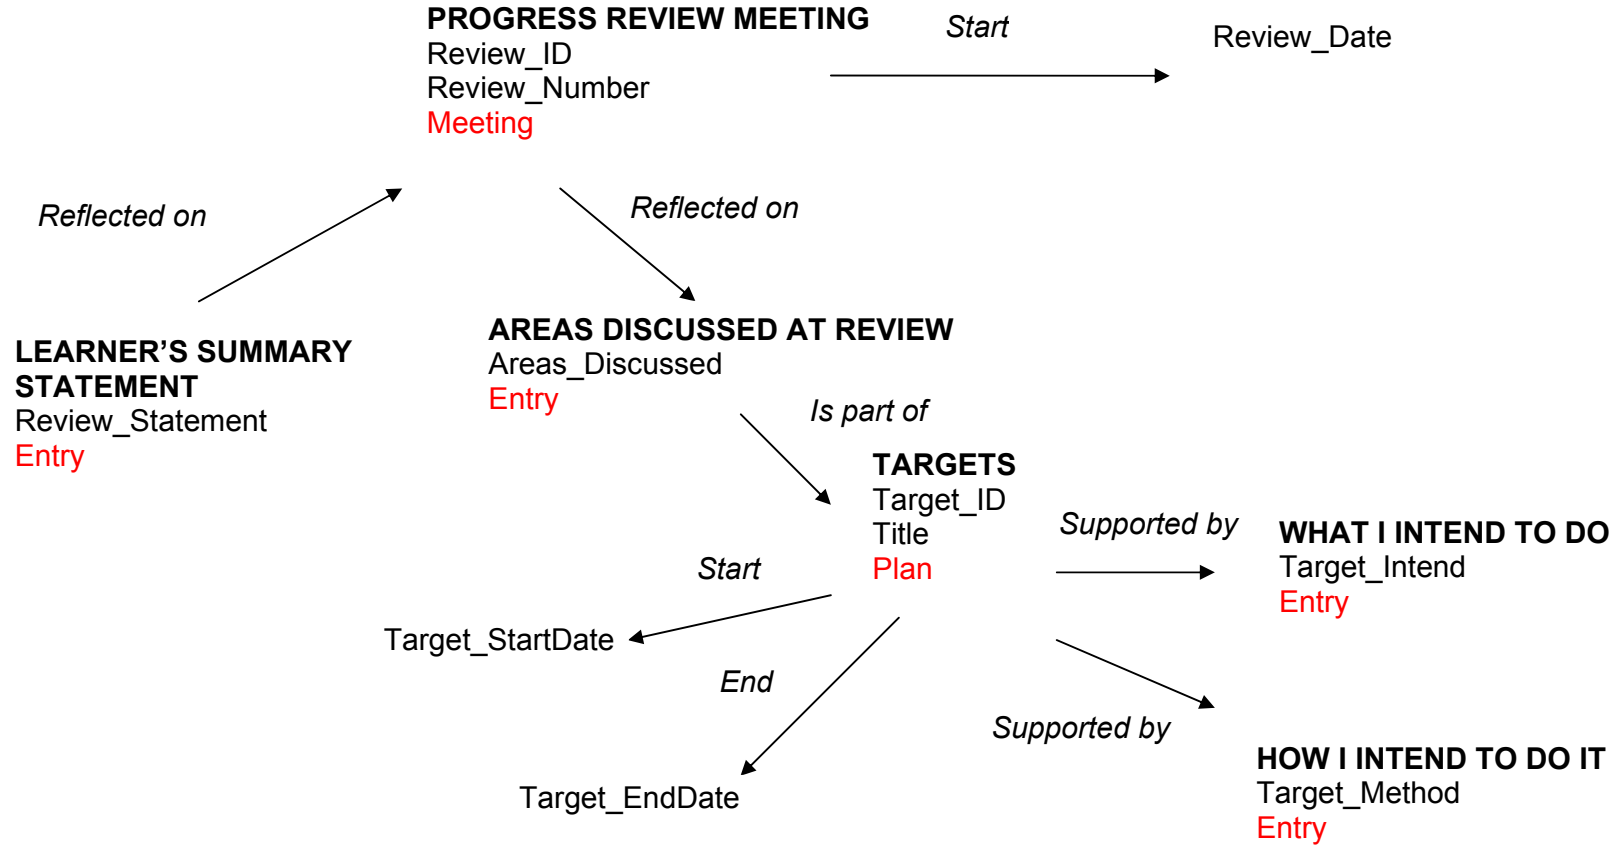 PROGRESS REVIEW MEETING
Review_ID
Review_Number
Meeting
Start
Review_Date
Reflected on
Reflected on
LEARNER’S SUMMARY
STATEMENT
Review_Statement
Entry
AREAS DISCUSSED AT REVIEW
Areas_Discussed
Entry
Is part of
TARGETS
Target_ID
Title
Plan
Supported by
WHAT I INTEND TO DO
Target_Intend
Entry
Start
Target_StartDate
End
Target_EndDate
Supported by
HOW I INTEND TO DO IT
Target_Method
Entry